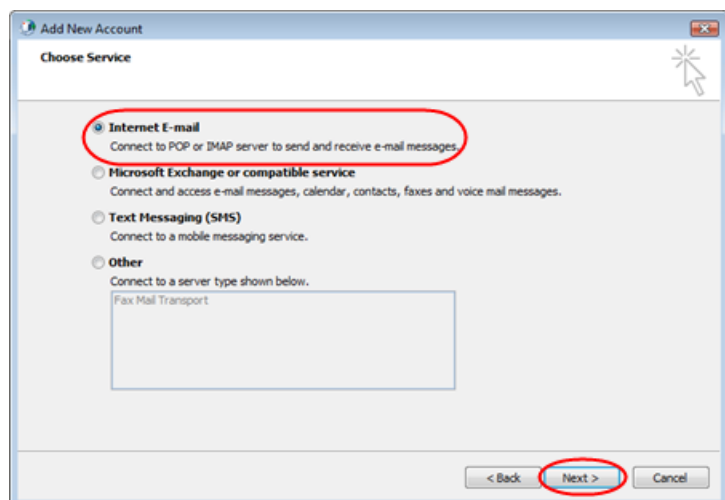 Add New Account
Choose Service
Internet E-mail
Connect to POP or IMAP server to send and receive e-mail messages.
Microsoft Exchange or compatible service
Connect and access e-mail messages, calendar, contacts, faxes and voice mail messages.
Text Messaging (SMS)
Connect to a mobile messaging service.
Other
Connect to a server type shown below.
Fax Mail Transport
< Back Next > Cancel